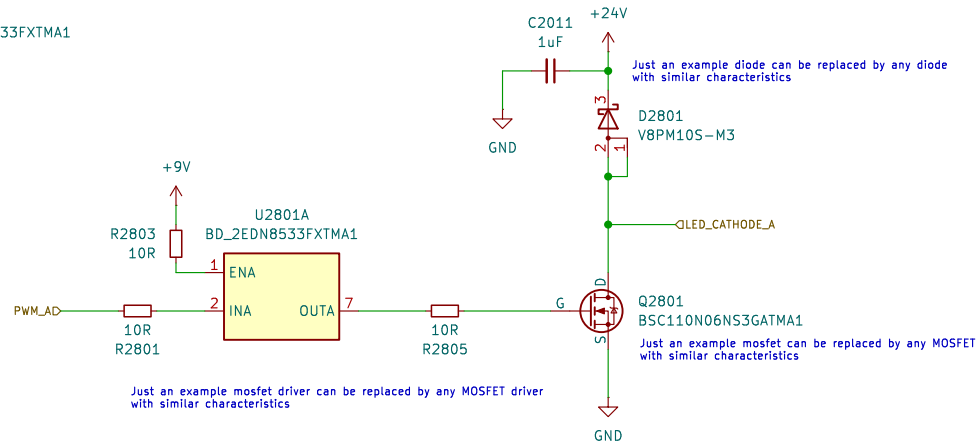 33FXTMA1
C2011
1uF
+24V
Just an example diode can be replaced by any diode
with similar characteristics
GND
3
D2801
V8PM10S-M3
2
1
+9V
R2803
10R
U2801A
BD_2EDN8533FXTMA1
1
ENA
LED_CATHODE_A
PWM_A
10R
R2801
2
INA
OUTA
7
10R
R2805
G
D
S
Q2801
BSC110N06NS3GATMA1
Just an example mosfet can be replaced by any MOSFET
with similar characteristics
Just an example mosfet driver can be replaced by any MOSFET driver
with similar characteristics
GND